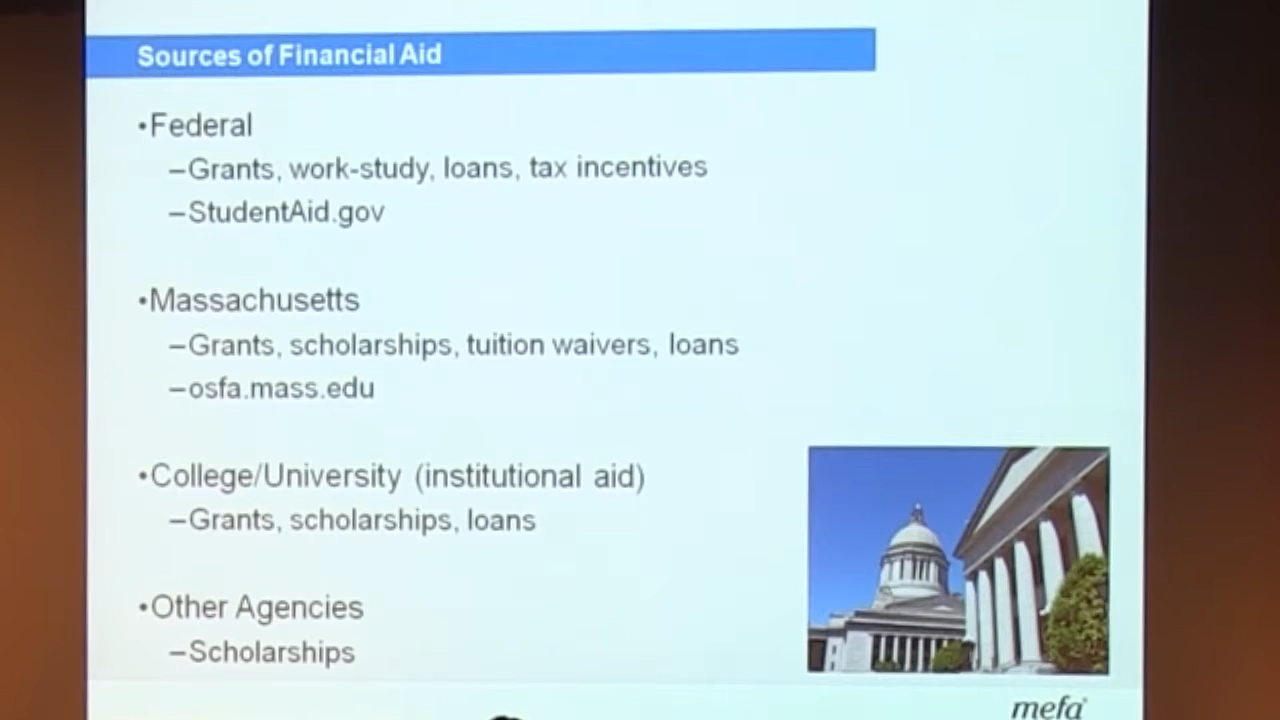 Sources of Financial Aid
•Federal
–Grants, work-study, loans, tax incentives
–StudentAid.gov
•Massachusetts
–Grants, scholarships, tuition waivers, loans
–osfa.mass.edu
•College/University (institutional aid)
–Grants, scholarships, loans
•Other Agencies
–Scholarships
mefa